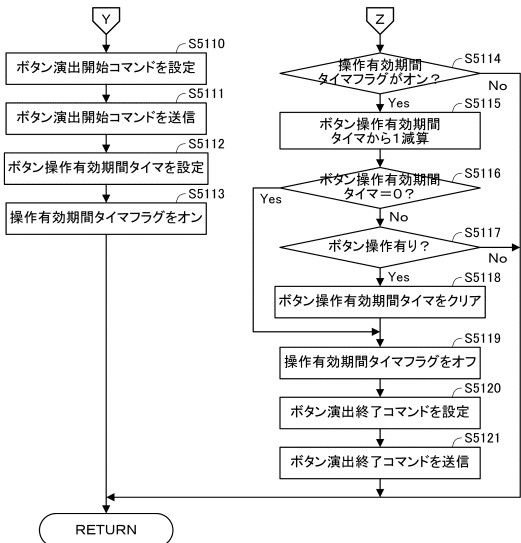 Y
S5110
ボタン演出開始コマンドを設定
S5111
ボタン演出開始コマンドを送信
S5112
ボタン操作有効期間タイマを設定
S5113
操作有効期間タイマフラグをオン
Z
S5114
操作有効期間
タイマフラグがオン?
No
Yes
S5115
ボタン操作有効期間
タイマから1減算
S5116
ボタン操作有効期間
タイマ=0?
Yes
No
S5117
ボタン操作有り?
No
Yes
S5118
ボタン操作有効期間タイマをクリア
S5119
操作有効期間タイマフラグをオフ
S5120
ボタン演出終了コマンドを設定
S5121
ボタン演出終了コマンドを送信
RETURN